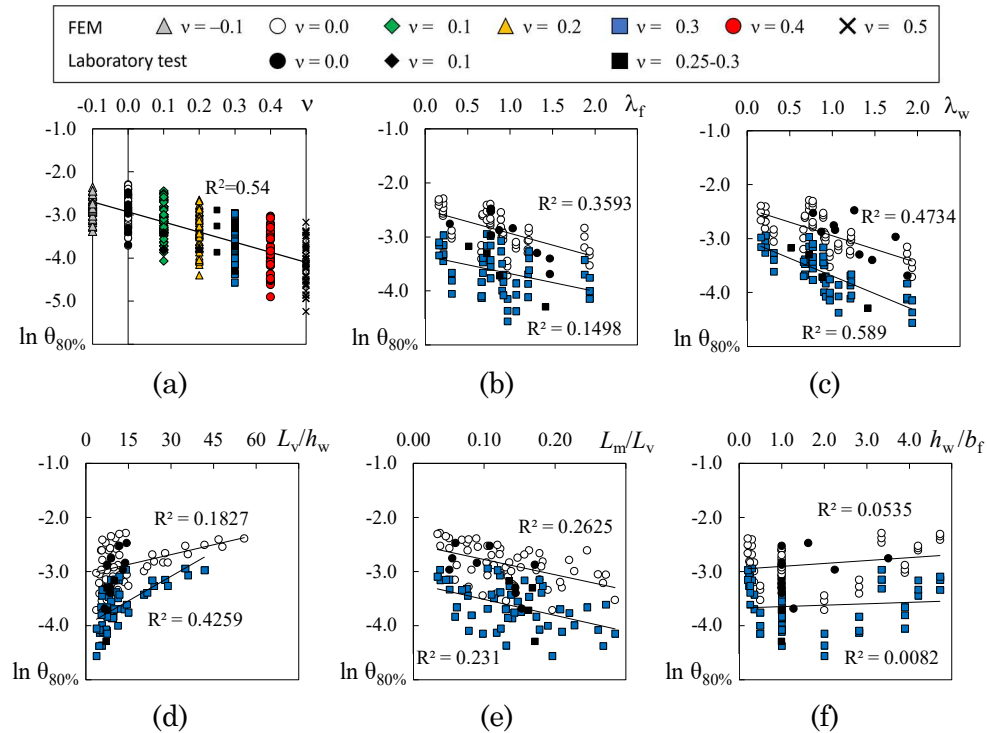 FEM ν = –0.1 ν = 0.0 ν = 0.1 ν = 0.2 ν = 0.3 ν = 0.4 ν = 0.5
Laboratory test ν = 0.0 ν = 0.1 ν = 0.25-0.3
-0.1 0.0 0.1 0.2 0.3 0.4 ν
-1.0
-2.0
-3.0
-4.0
-5.0
ln θ80%
R²=0.54
(a)
0.0 0.5 1.0 1.5 2.0 λf
-1.0
-2.0
-3.0
-4.0
ln θ80%
R² = 0.3593
R² = 0.1498
(b)
0.0 0.5 1.0 1.5 2.0 λw
-1.0
-2.0
-3.0
-4.0
ln θ80%
R² = 0.4734
R² = 0.589
(c)
0 15 30 45 60 Lv/hw
-1.0
-2.0
-3.0
-4.0
ln θ80%
R² = 0.1827
R² = 0.4259
(d)
0.00 0.10 0.20 Lm/Lv
-1.0
-2.0
-3.0
-4.0
ln θ80%
R² = 0.2625
R² = 0.231
(e)
0.0 1.0 2.0 3.0 4.0 hw/bf
-1.0
-2.0
-3.0
-4.0
ln θ80%
R² = 0.0535
R² = 0.0082
(f)